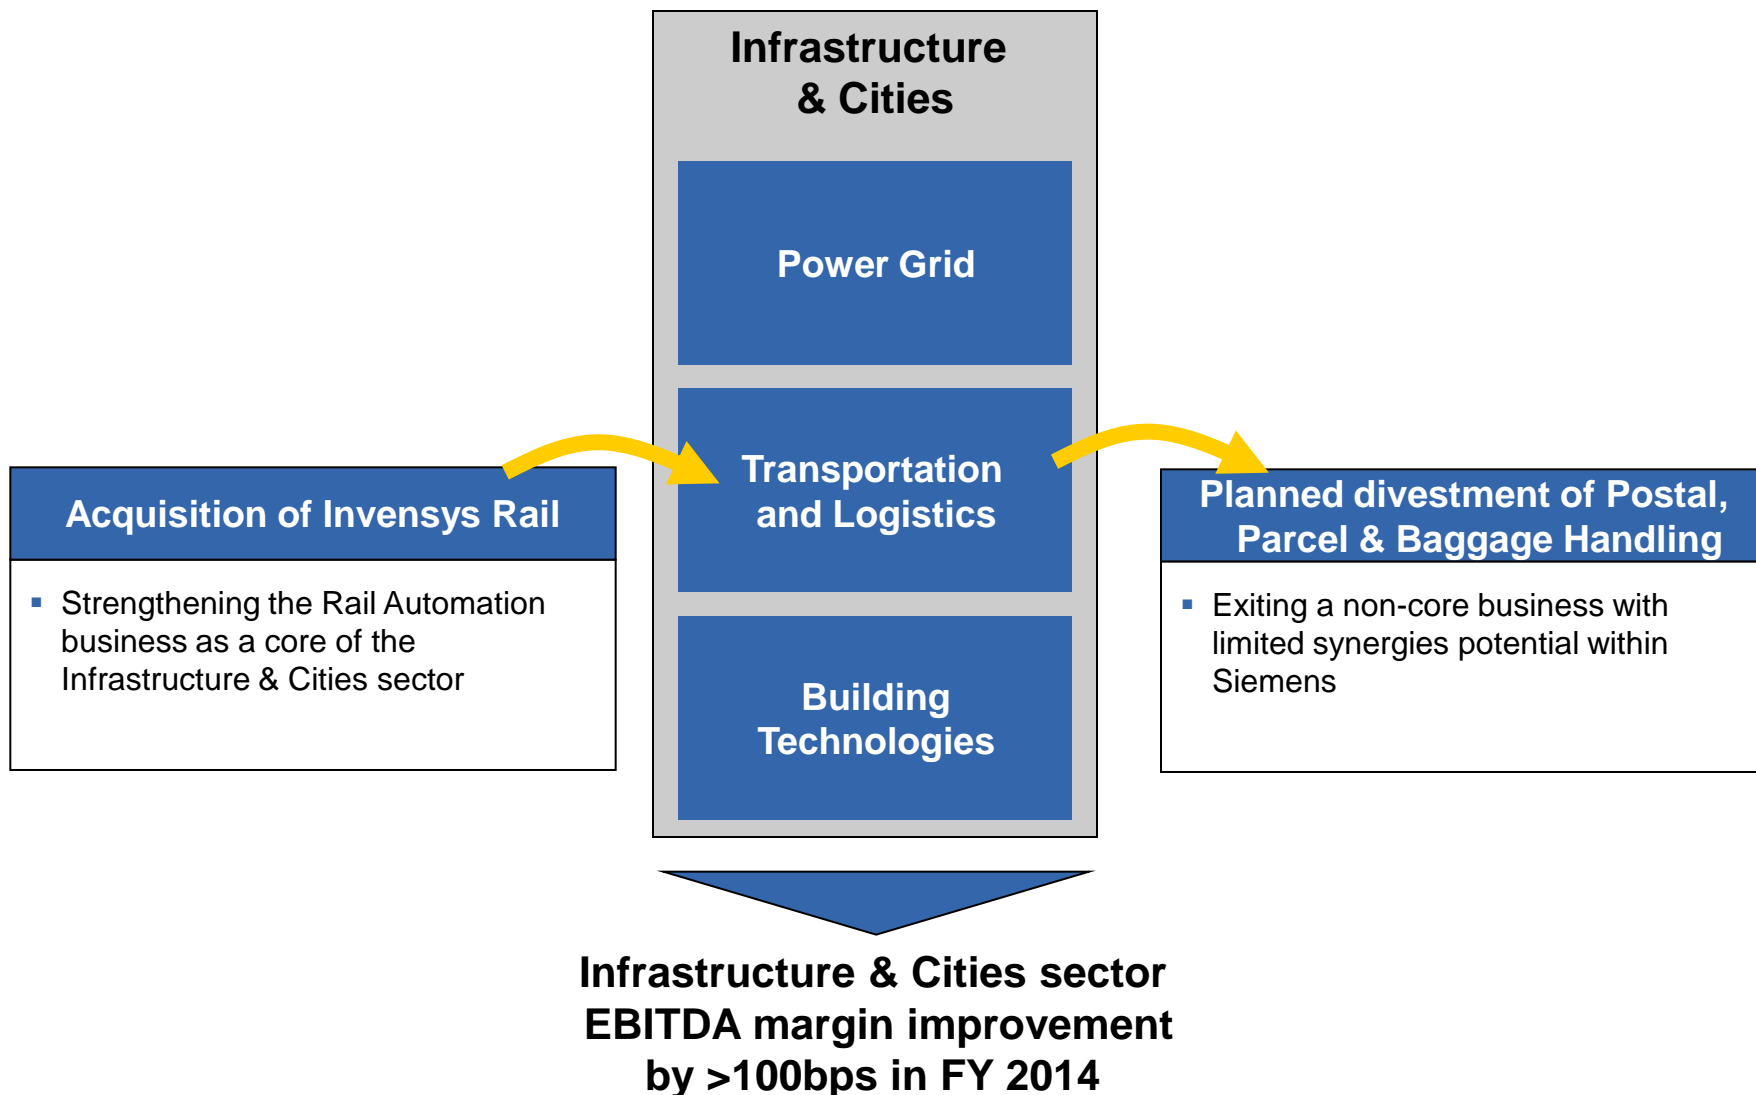 Infrastructure
& Cities
Power Grid
Transportation
and Logistics
Building
Technologies
Acquisition of Invensys Rail
▪ Strengthening the Rail Automation
business as a core of the
Infrastructure & Cities sector
Planned divestment of Postal,
Parcel & Baggage Handling
▪ Exiting a non-core business with
limited synergies potential within
Siemens
Infrastructure & Cities sector
EBITDA margin improvement
by >100bps in FY 2014